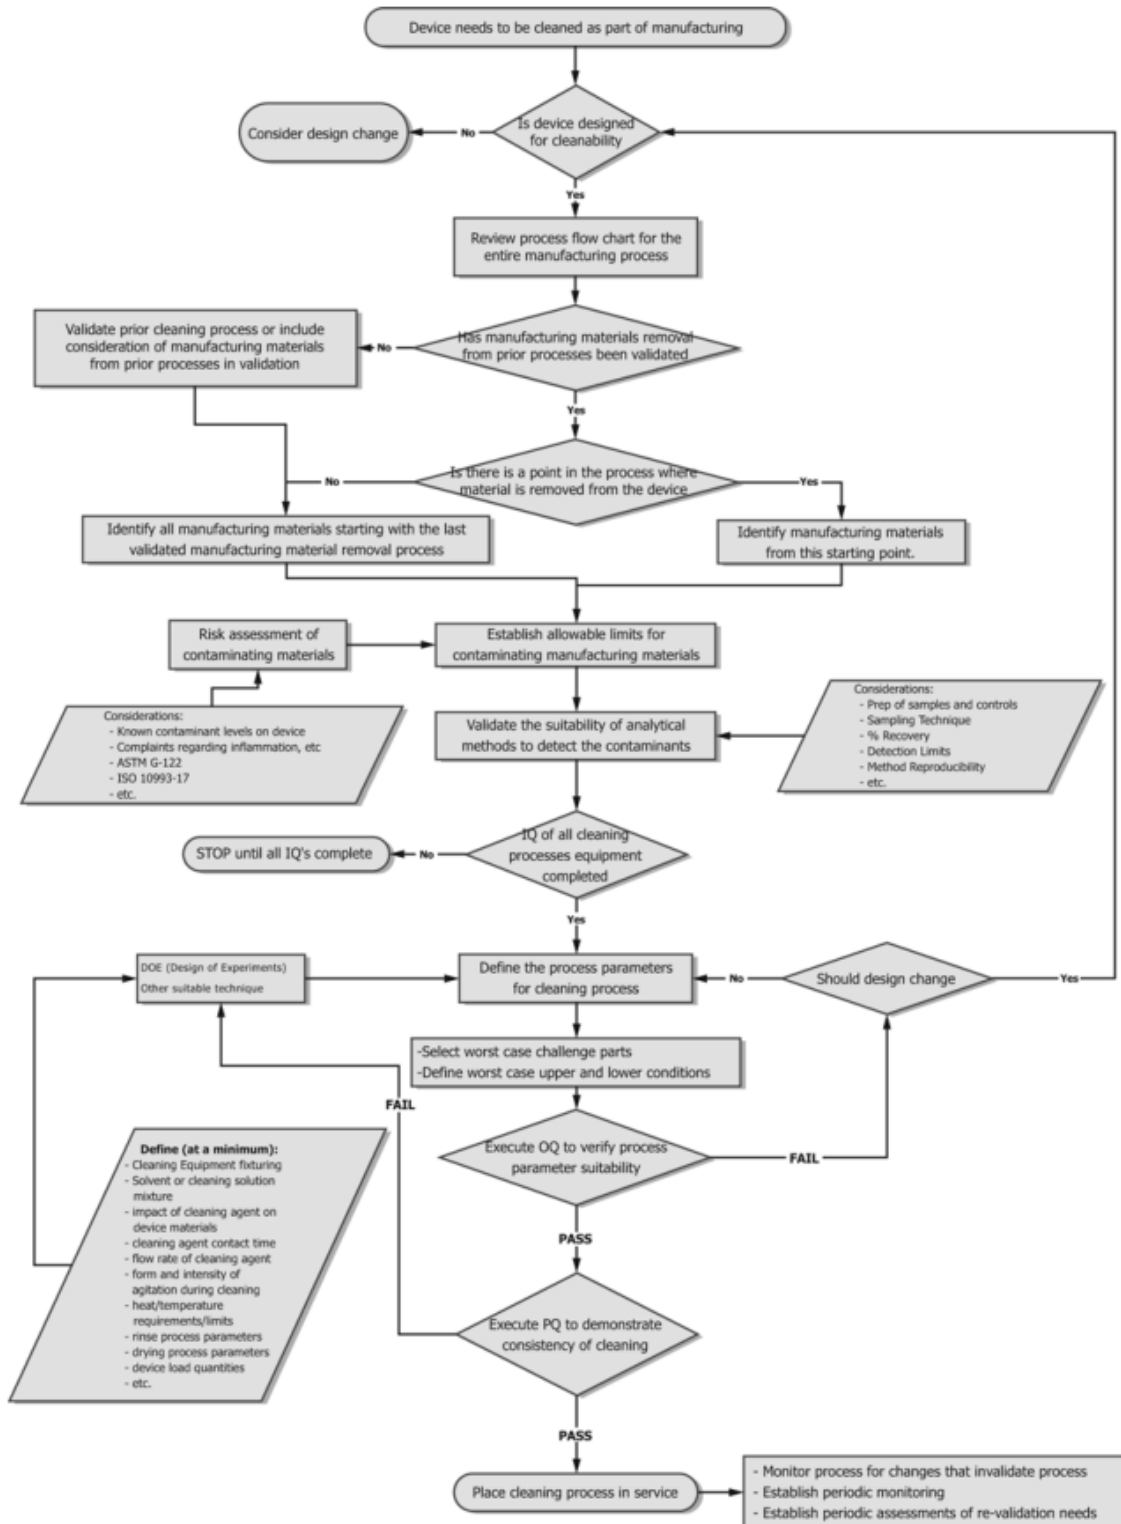 Device needs to be cleaned as part of manufacturing
Is device designed
for cleanability
No
Consider design change
Yes
Review process flow chart for the
entire manufacturing process
Has manufacturing materials removal
from prior processes been validated
No
Validate prior cleaning process or include
consideration of manufacturing materials
from prior processes in validation
Yes
Is there is a point in the process where
material is removed from the device
No
Yes
Identify all manufacturing materials starting with the last
validated manufacturing material removal process
Identify manufacturing materials
from this starting point.
Risk assessment of
contaminating materials
Establish allowable limits for
contaminating manufacturing materials
Considerations:
- Known contaminant levels on device
- Complaints regarding inflammation, etc
- ASTM G-122
- ISO 10993-17
- etc.
Validate the suitability of analytical
methods to detect the contaminants
Considerations:
- Prep of samples and controls
- Sampling Technique
- % Recovery
- Detection Limits
- Method Reproducibility
- etc.
IQ of all cleaning
processes equipment
completed
No
STOP until all IQ's complete
Yes
DOE (Design of Experiments)
Other suitable technique
Define the process parameters
for cleaning process
No
Should design change
Yes
-Select worst case challenge parts
-Define worst case upper and lower conditions
FAIL
Execute OQ to verify process
parameter suitability
FAIL
Define (at a minimum):
- Cleaning Equipment fixturing
- Solvent or cleaning solution
mixture
- impact of cleaning agent on
device materials
- cleaning agent contact time
- flow rate of cleaning agent
- form and intensity of
agitation during cleaning
- heat/temperature
requirements/limits
- rinse process parameters
- drying process parameters
- device load quantities
- etc.
PASS
Execute PQ to demonstrate
consistency of cleaning
PASS
Place cleaning process in service
- Monitor process for changes that invalidate process
- Establish periodic monitoring
- Establish periodic assessments of re-validation needs